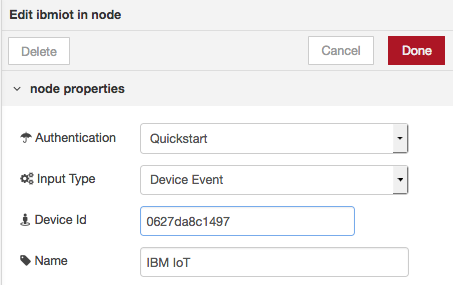 Edit ibmiot in node
Delete Cancel Done
node properties
Authentication Quickstart
Input Type Device Event
Device Id 0627da8c1497
Name IBM IoT